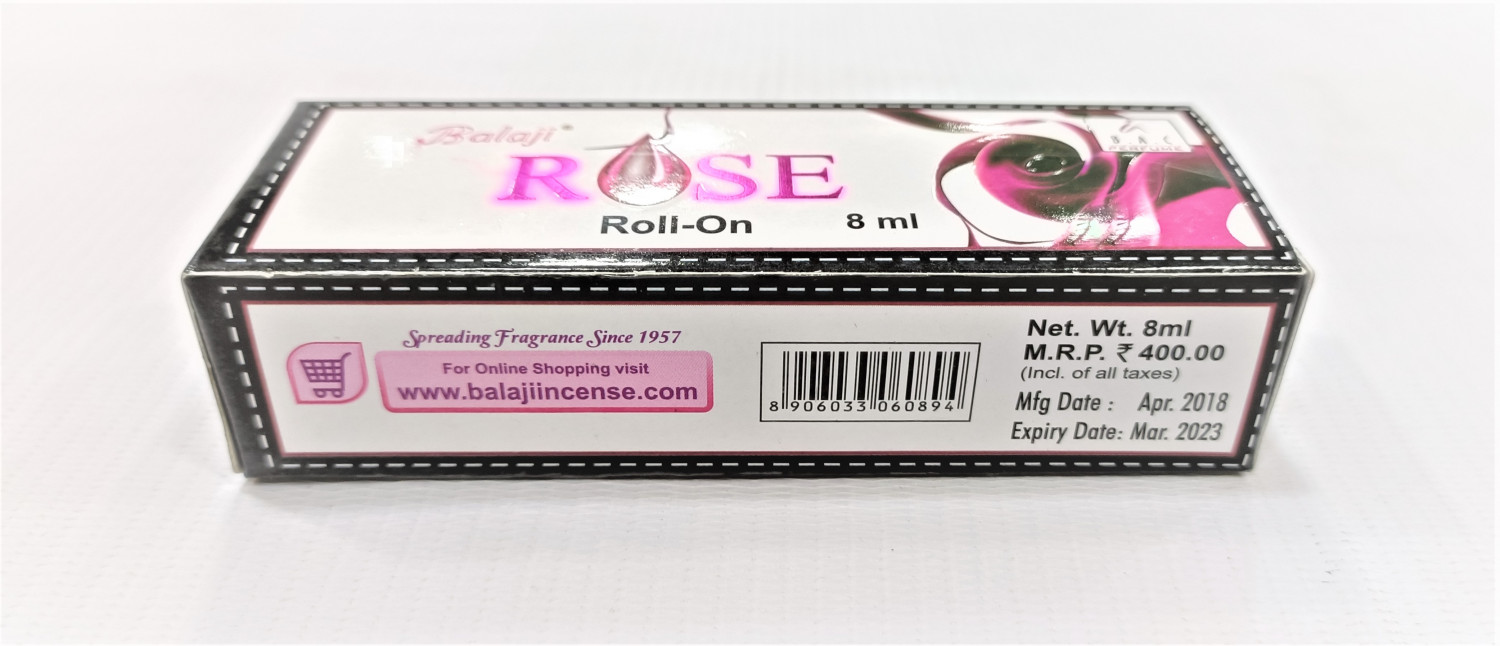 Balaji
ROSE
Roll-On 8 ml
B A C
PERFUME
Spreading Fragrance Since 1957
For Online Shopping visit
www.balajiincense.com
8 906033 060894
Net. Wt. 8ml
M.R.P. ₹ 400.00
(Incl. of all taxes)
Mfg Date : Apr. 2018
Expiry Date: Mar. 2023